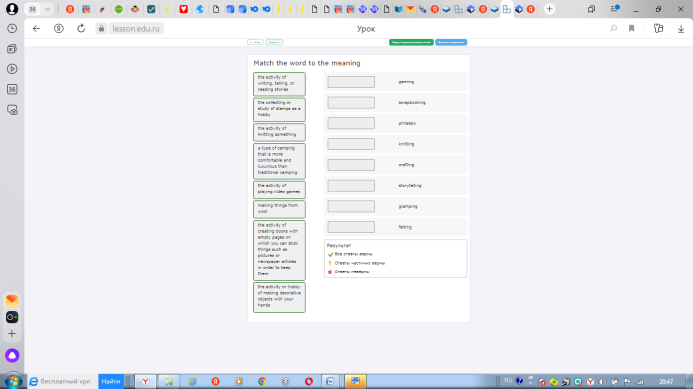 36
lesson.edu.ru
Урок
Match the word to the meaning
the activity of
writing, telling, or
reading stories
the collecting or
study of stamps as a
hobby
the activity of
knitting something
a type of camping
that is more
comfortable and
luxurious than
traditional camping
the activity of
playing video games
making things from
wool
the activity of
creating books with
empty pages on
which you can stick
things such as
pictures or
newspaper articles
in order to keep
them
the activity or hobby
of making decorative
objects with your
hands
gaming
scrapbooking
philately
knitting
crafting
storytelling
glamping
felting
Результат
Все ответы верны
Ответы частично верны
Ответы неверны
36
бесплатный vpn
Найти
RU
20:47